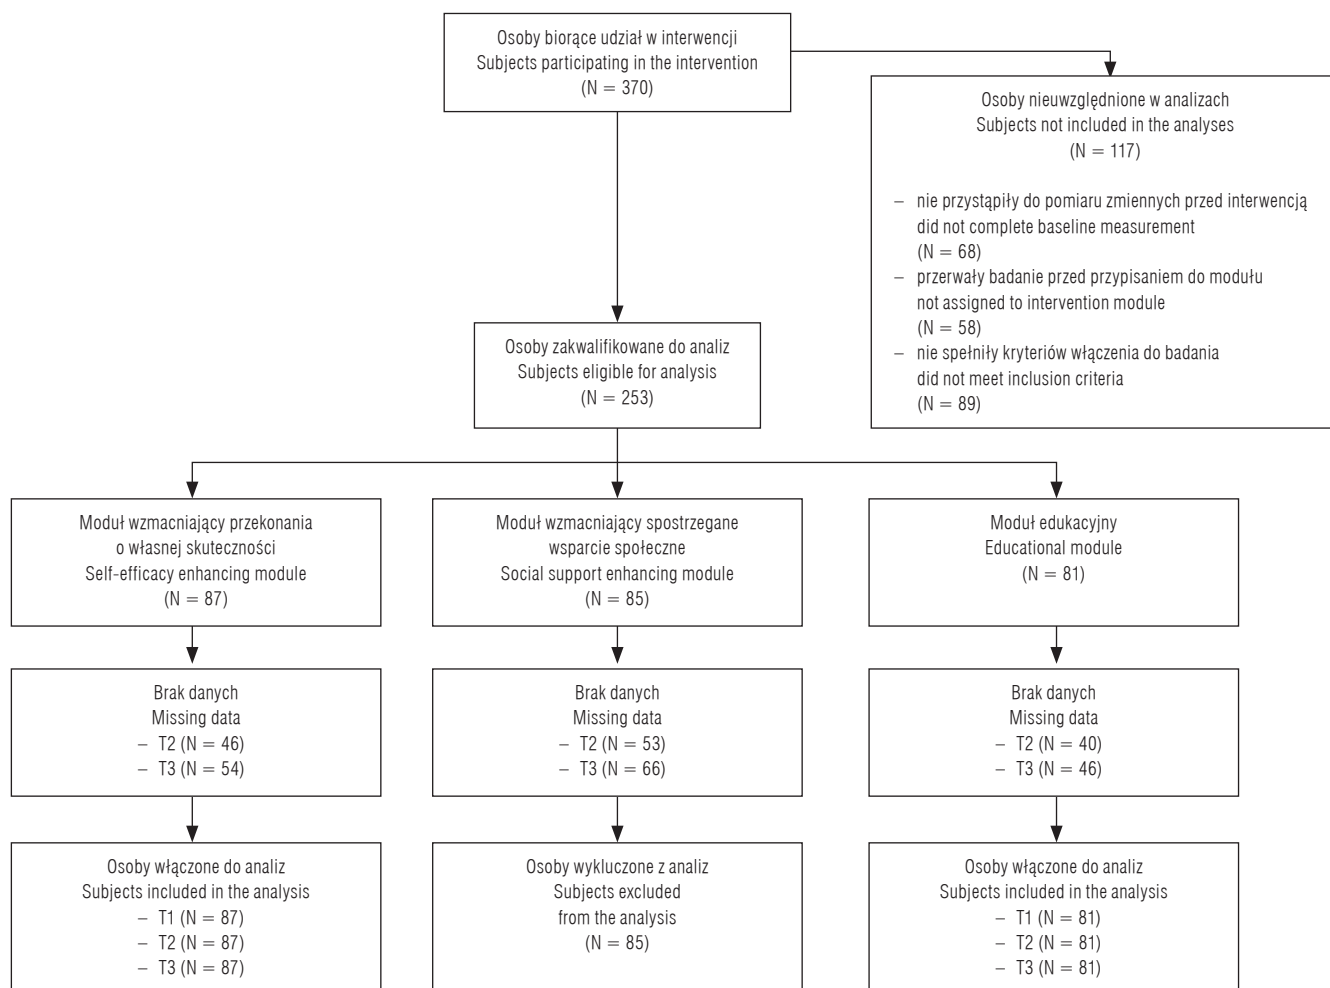 Osoby biorące udział w interwencji
Subjects participating in the intervention
(N = 370)
Osoby nieuwzględnione w analizach
Subjects not included in the analyses
(N = 117)
– nie przystąpiły do pomiaru zmiennych przed interwencją
did not complete baseline measurement
(N = 68)
– przerwały badanie przed przypisaniem do modułu
not assigned to intervention module
(N = 58)
– nie spełniły kryteriów włączenia do badania
did not meet inclusion criteria
(N = 89)
Osoby zakwalifikowane do analiz
Subjects eligible for analysis
(N = 253)
Moduł wzmacniający przekonania
o własnej skuteczności
Self-efficacy enhancing module
(N = 87)
Moduł wzmacniający spostrzegane
wsparcie społeczne
Social support enhancing module
(N = 85)
Moduł edukacyjny
Educational module
(N = 81)
Brak danych
Missing data
– T2 (N = 46)
– T3 (N = 54)
Brak danych
Missing data
– T2 (N = 53)
– T3 (N = 66)
Brak danych
Missing data
– T2 (N = 40)
– T3 (N = 46)
Osoby włączone do analiz
Subjects included in the analysis
– T1 (N = 87)
– T2 (N = 87)
– T3 (N = 87)
Osoby wykluczone z analiz
Subjects excluded
from the analysis
(N = 85)
Osoby włączone do analiz
Subjects included in the analysis
– T1 (N = 81)
– T2 (N = 81)
– T3 (N = 81)